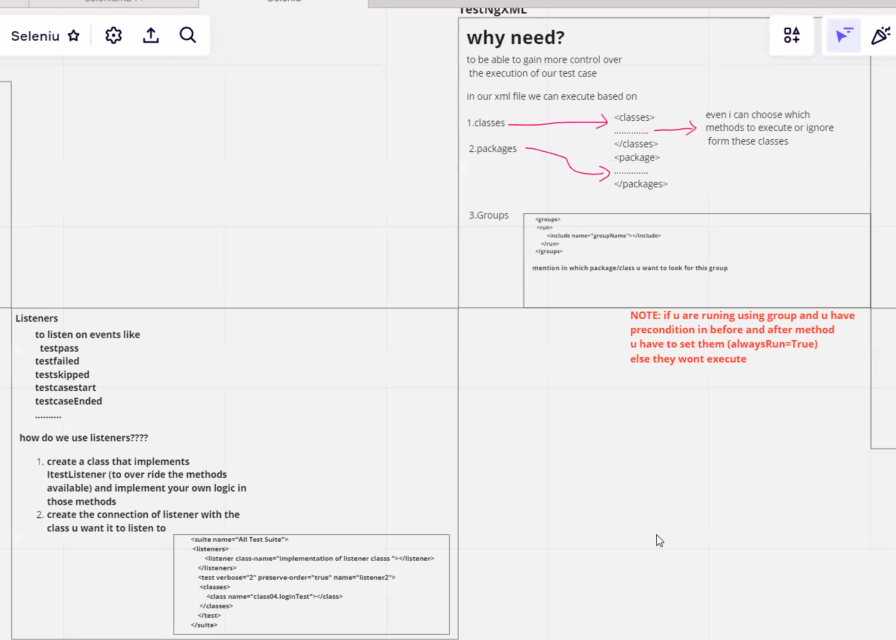 Seleniu
TestNgXML
why need?
to be able to gain more control over
the execution of our test case
in our xml file we can execute based on
1.classes
<classes>
..............
</classes>
even i can choose which
methods to execute or ignore
form these classes
2.packages
<package>
..............
</packages>
3.Groups
<groups>
<run>
<include name="groupName"></include>
</run>
</groups>
mention in which package/class u want to look for this group
NOTE: if u are runing using group and u have
precondition in before and after method
u have to set them (alwaysRun=True)
else they wont execute
Listeners
to listen on events like
testpass
testfailed
testskipped
testcasestart
testcaseEnded
..........
how do we use listeners????
1. create a class that implements
ItestListener (to over ride the methods
available) and implement your own logic in
those methods
2. create the connection of listener with the
class u want it to listen to
<suite name="All Test Suite">
<listeners>
<listener class-name="implementation of listener classs "></listener>
</listeners>
<test verbose="2" preserve-order="true" name="listener2">
<classes>
<class name="class04.loginTest"></class>
</classes>
</test>
</suite>